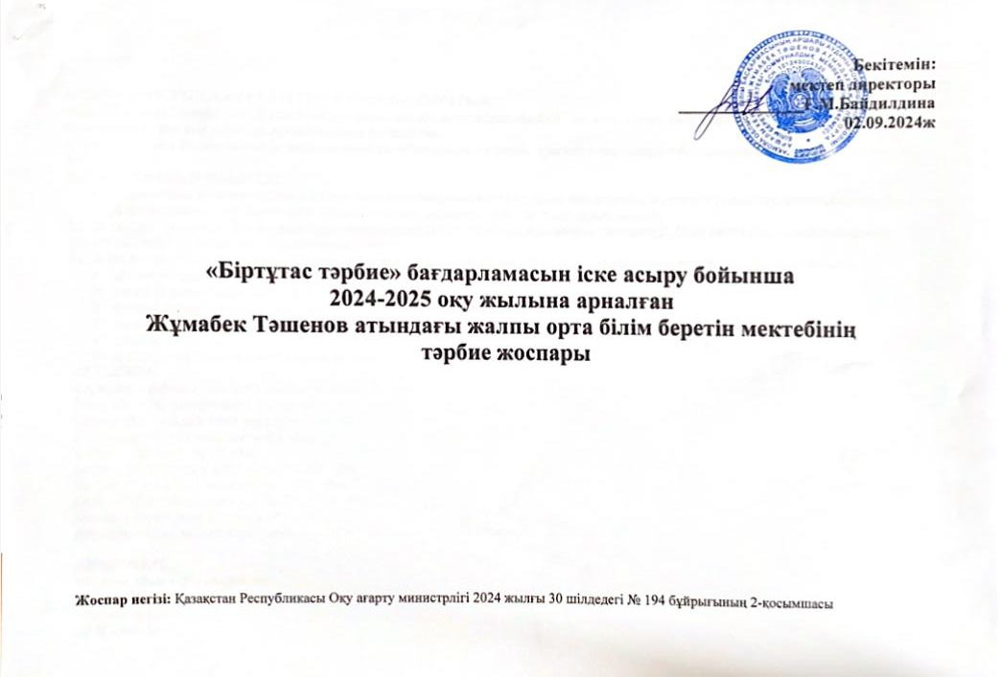 Бекітемін:
мектеп директоры
Г.М.Байдилдина
02.09.2024ж
«Біртұтас тәрбие» бағдарламасын іске асыру бойынша
2024-2025 оқу жылына арналған
Жұмабек Тәшенов атындағы жалпы орта білім беретін мектебінің
тәрбие жоспары
Жоспар негізі: Қазақстан Республикасы Оқу ағарту министрлігі 2024 жылғы 30 шілдедегі № 194 бұйрығының 2-қосымшасы